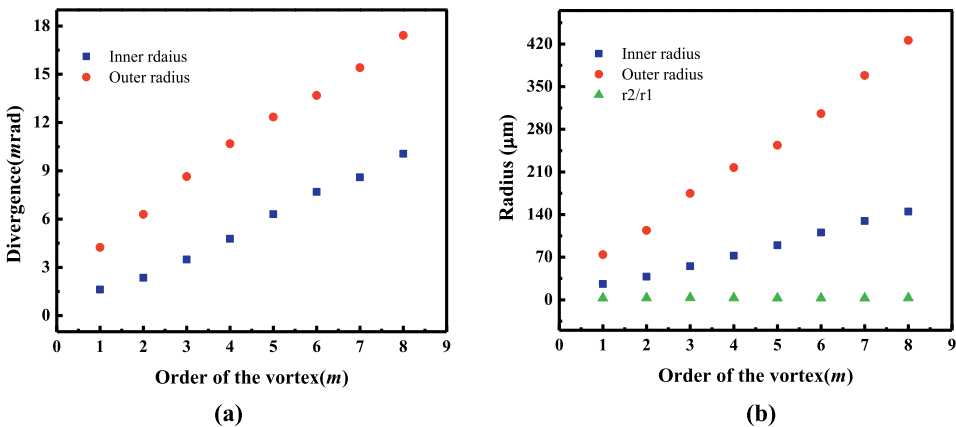 18
15
12
9
6
3
0
Divergence(mrad)
Inner rdaius
Outer radius
0 1 2 3 4 5 6 7 8 9
Order of the vortex(m)
(a)
420
350
280
210
140
70
0
Radius (μm)
Inner radius
Outer radius
r2/r1
0 1 2 3 4 5 6 7 8 9
Order of the vortex(m)
(b)